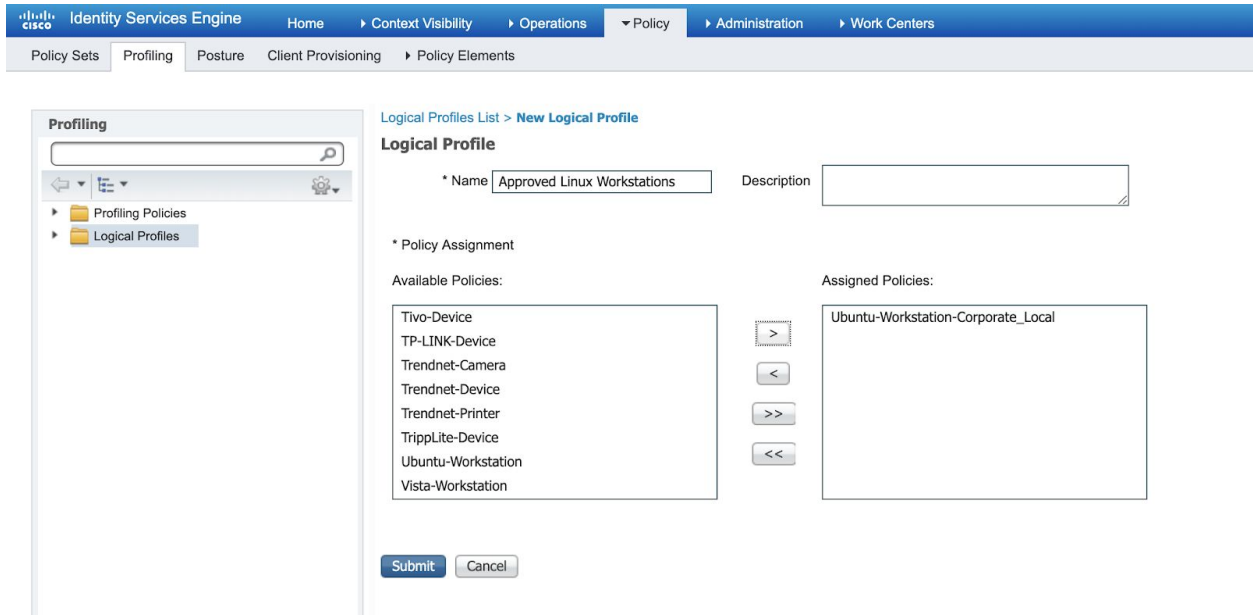 cisco Identity Services Engine Home Context Visibility Operations Policy Administration Work Centers
Policy Sets Profiling Posture Client Provisioning Policy Elements
Profiling
Logical Profiles List > New Logical Profile
Logical Profile
* Name Approved Linux Workstations Description
Profiling Policies
Logical Profiles
* Policy Assignment
Available Policies: Assigned Policies:
Tivo-Device
TP-LINK-Device
Trendnet-Camera
Trendnet-Device
Trendnet-Printer
TrippLite-Device
Ubuntu-Workstation
Vista-Workstation
>
<
>>
<<
Ubuntu-Workstation-Corporate_Local
Submit Cancel